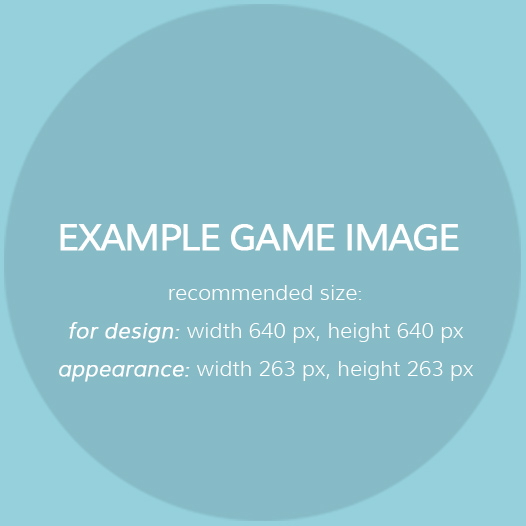 EXAMPLE GAME IMAGE
recommended size:
for design: width 640 px, height 640 px
appearance: width 263 px, height 263 px